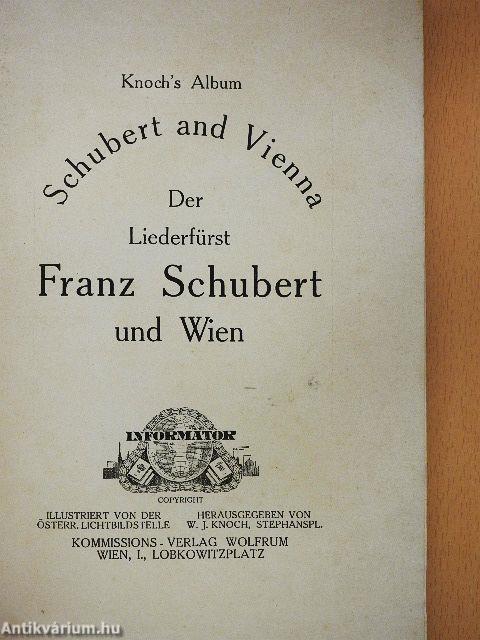 Knoch's Album
Schubert and Vienna
Der
Liederfürst
Franz Schubert
und Wien
INFORMATOR
COPYRIGHT
ILLUSTRIERT VON DER
ÖSTERR. LICHTBILDSTELLE
HERAUSGEGEBEN VON
W. J. KNOCH, STEPHANSPL.
KOMMISSIONS - VERLAG WOLFRUM
WIEN, I., LOBKOWITZPLATZ
Antikvárium.hu